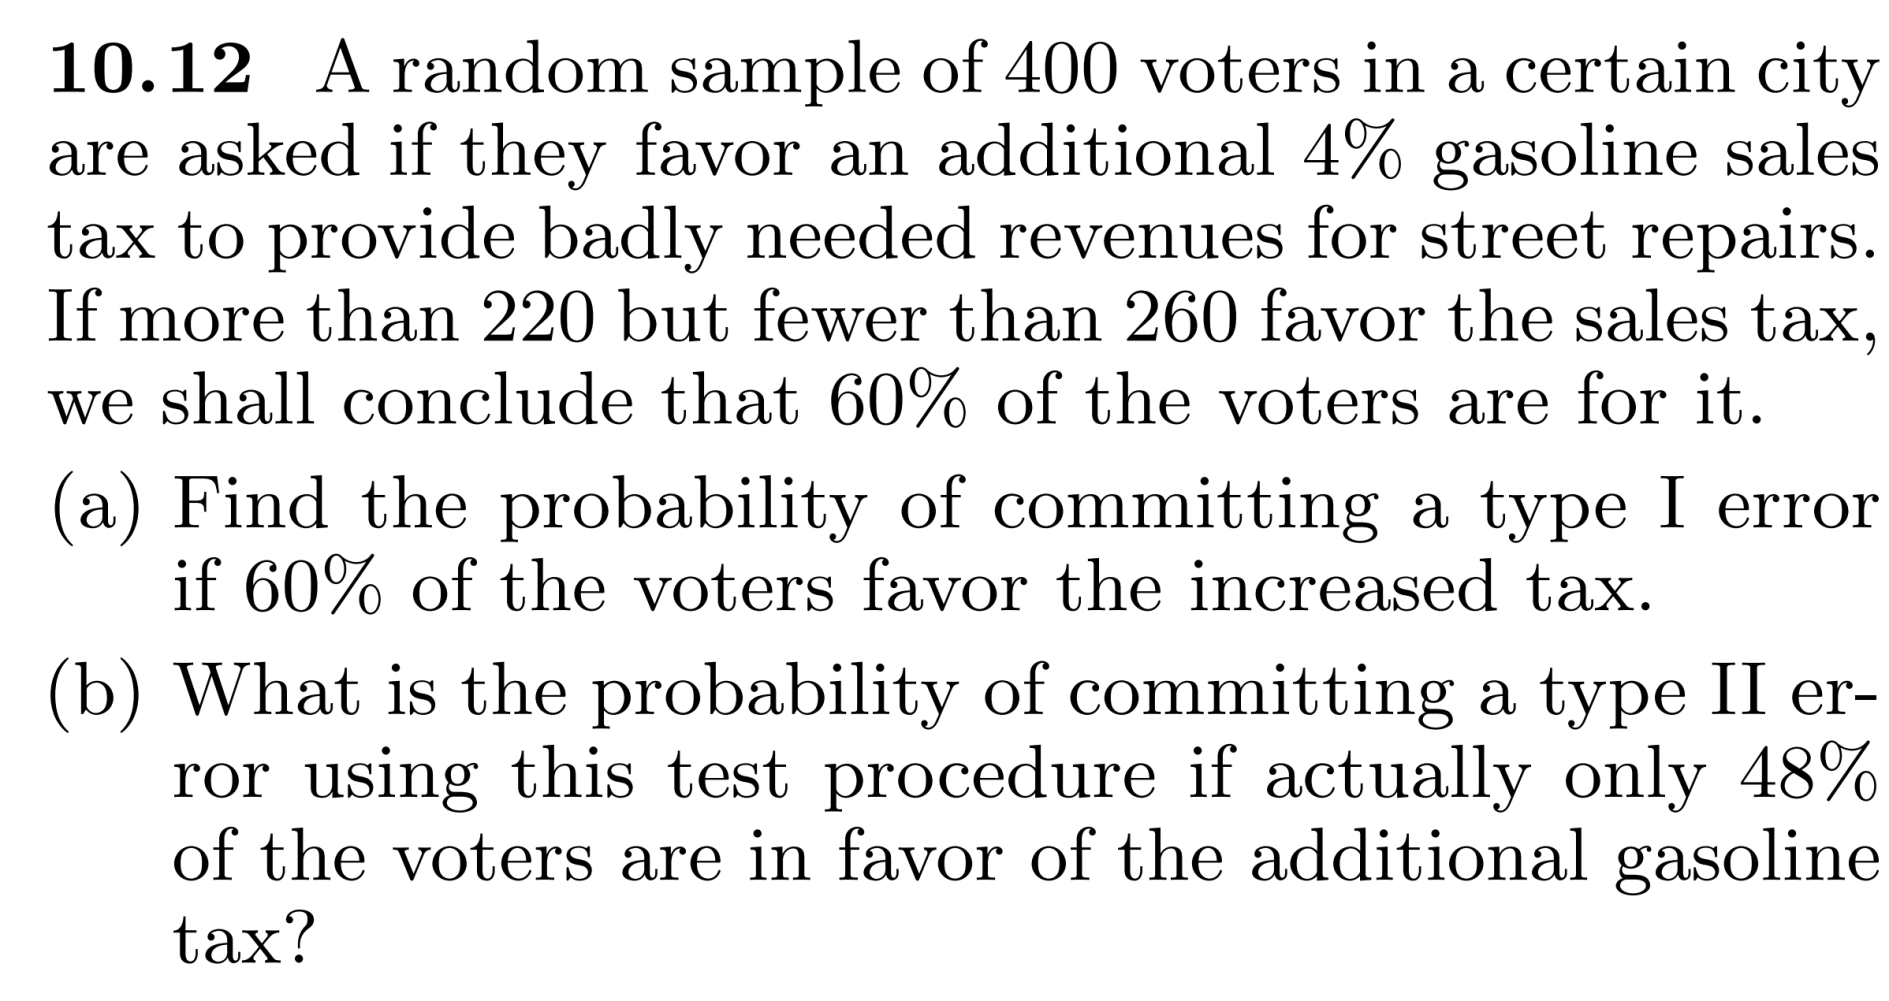 10.12 A random sample of 400 voters in a certain city
are asked if they favor an additional 4% gasoline sales
tax to provide badly needed revenues for street repairs.
If more than 220 but fewer than 260 favor the sales tax,
we shall conclude that 60% of the voters are for it.
(a) Find the probability of committing a type I error
if 60% of the voters favor the increased tax.
(b) What is the probability of committing a type II er-
ror using this test procedure if actually only 48%
of the voters are in favor of the additional gasoline
tax?